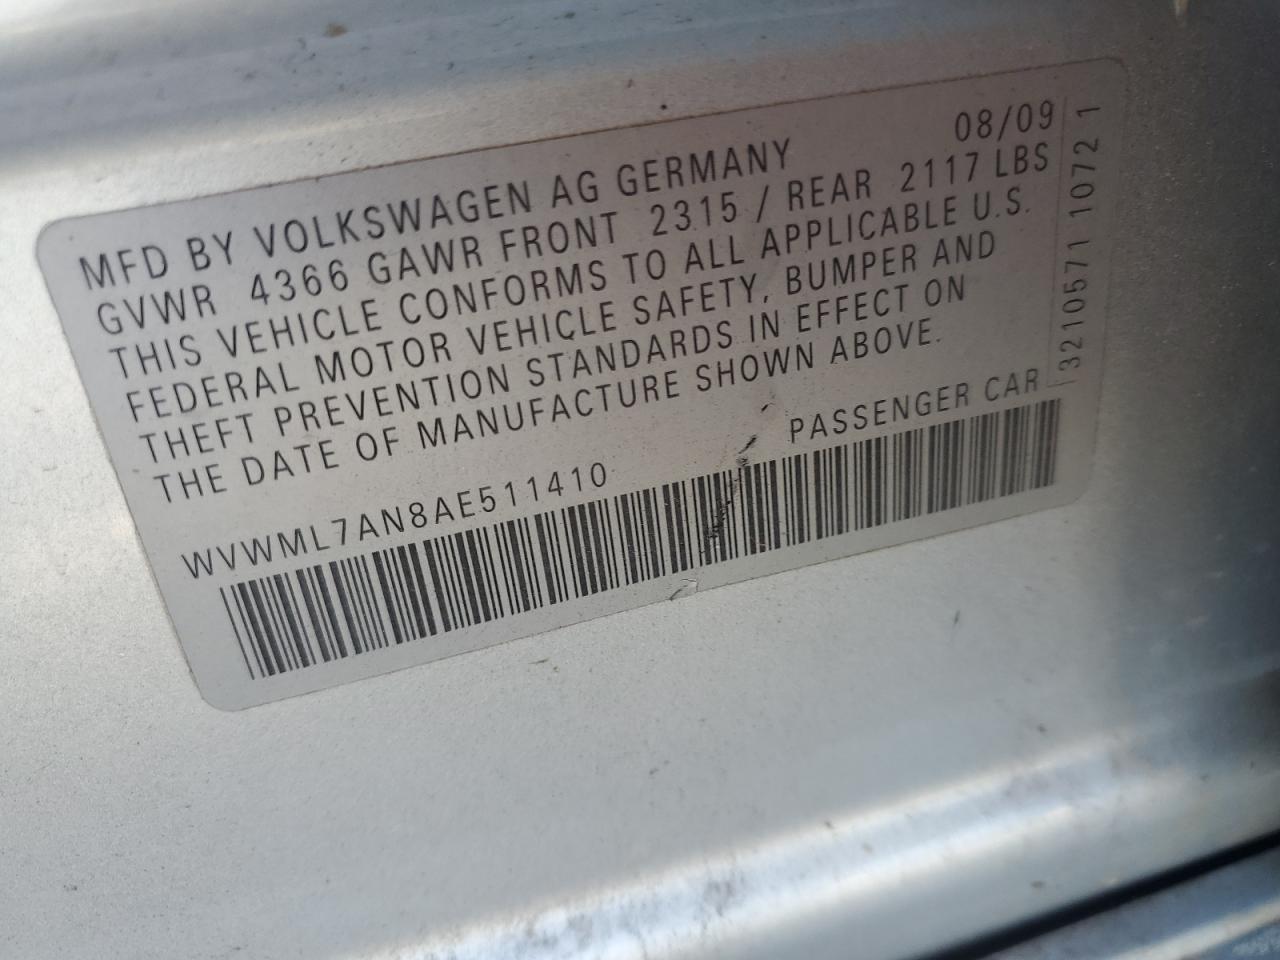 MFD BY VOLKSWAGEN AG GERMANY 08/09
GVWR 4366 GAWR FRONT 2315 / REAR 2117 LBS
THIS VEHICLE CONFORMS TO ALL APPLICABLE U.S.
FEDERAL MOTOR VEHICLE SAFETY, BUMPER AND
THEFT PREVENTION STANDARDS IN EFFECT ON
THE DATE OF MANUFACTURE SHOWN ABOVE.
WVWML7AN8AE511410 PASSENGER CAR
3210571 1072 1